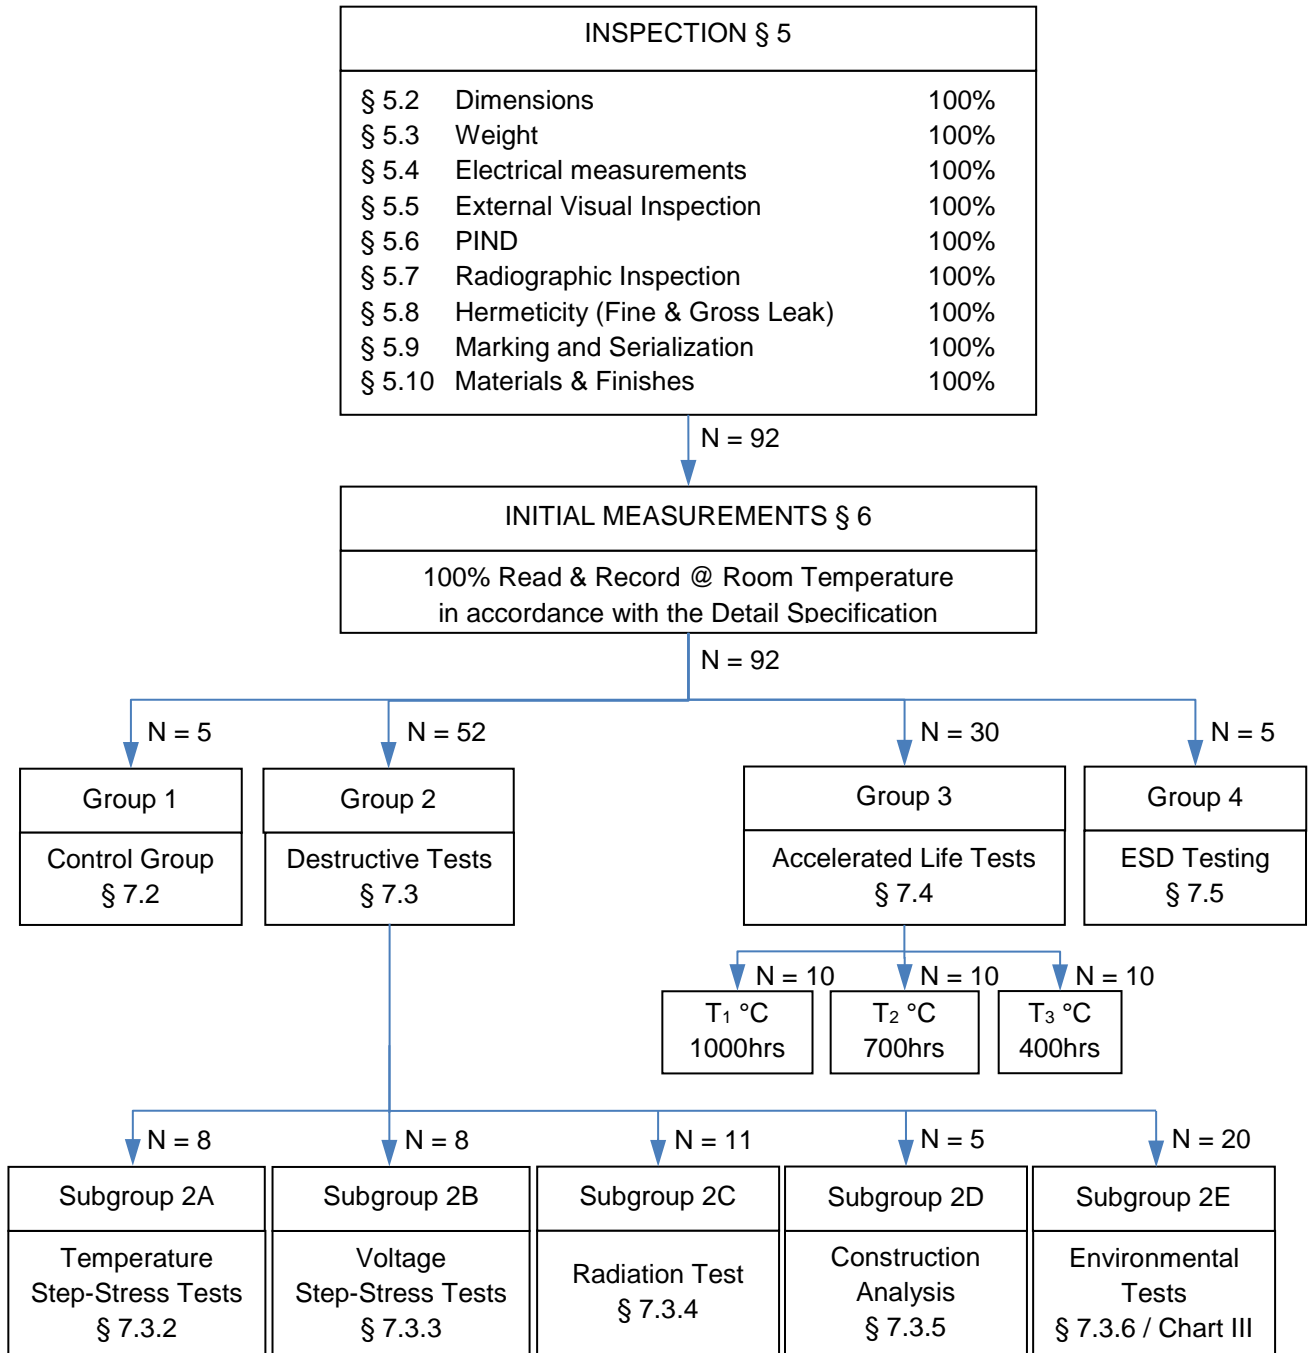 INSPECTION § 5
§ 5.2 Dimensions 100%
§ 5.3 Weight 100%
§ 5.4 Electrical measurements 100%
§ 5.5 External Visual Inspection 100%
§ 5.6 PIND 100%
§ 5.7 Radiographic Inspection 100%
§ 5.8 Hermeticity (Fine & Gross Leak) 100%
§ 5.9 Marking and Serialization 100%
§ 5.10 Materials & Finishes 100%
N = 92
INITIAL MEASUREMENTS § 6
100% Read & Record @ Room Temperature
in accordance with the Detail Specification
N = 92
N = 5
N = 52
N = 30
N = 5
Group 1
Control Group
§ 7.2
Group 2
Destructive Tests
§ 7.3
Group 3
Accelerated Life Tests
§ 7.4
Group 4
ESD Testing
§ 7.5
N = 10
N = 10
N = 10
T₁ °C
1000hrs
T₂ °C
700hrs
T₃ °C
400hrs
N = 8
N = 8
N = 11
N = 5
N = 20
Subgroup 2A
Temperature
Step-Stress Tests
§ 7.3.2
Subgroup 2B
Voltage
Step-Stress Tests
§ 7.3.3
Subgroup 2C
Radiation Test
§ 7.3.4
Subgroup 2D
Construction
Analysis
§ 7.3.5
Subgroup 2E
Environmental
Tests
§ 7.3.6 / Chart III